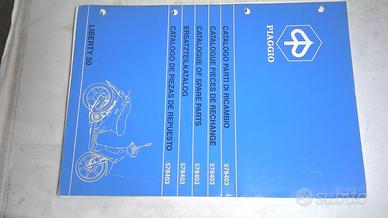 PIAGGIO
CATALOGO PARTI DI RICAMBIO 578403
CATALOGUE PIECES DE RECHANGE 578403
CATALOGUE OF SPARE PARTS 578403
ERSATZTEILKATALOG 578403
CATALOGO DE PIEZAS DE REPUESTO 578403
LIBERTY 50
Subito